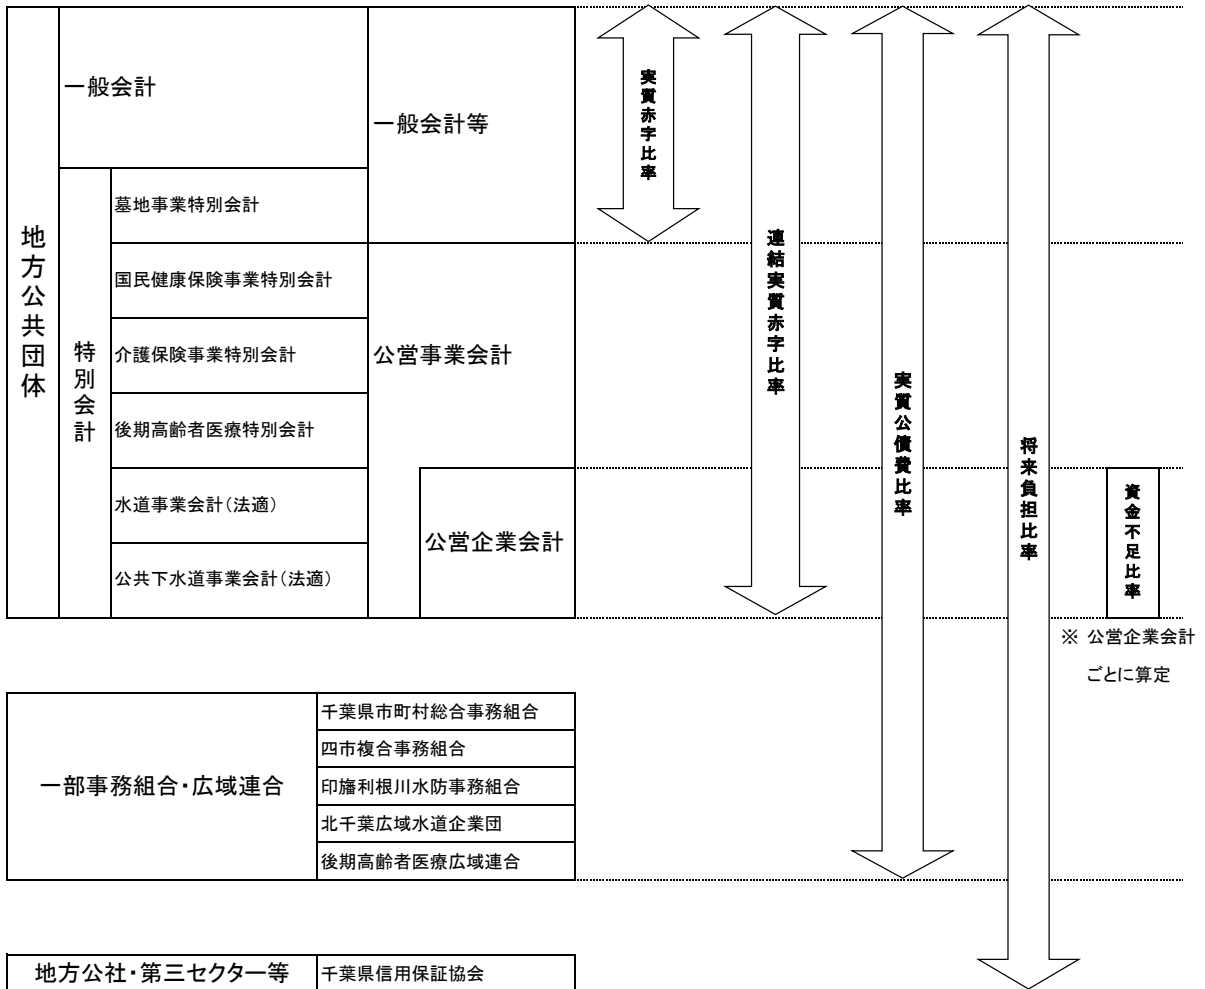 地方公共団体
一般会計
一般会計等
特別会計
墓地事業特別会計
国民健康保険事業特別会計
介護保険事業特別会計
後期高齢者医療特別会計
水道事業会計(法適)
公共下水道事業会計(法適)
公営事業会計
公営企業会計
実質赤字比率
連結実質赤字比率
実質公債費比率
将来負担比率
資金不足比率
※ 公営企業会計
ごとに算定
一部事務組合・広域連合
千葉県市町村総合事務組合
四市複合事務組合
印旛利根川水防事務組合
北千葉広域水道企業団
後期高齢者医療広域連合
地方公社・第三セクター等
千葉県信用保証協会